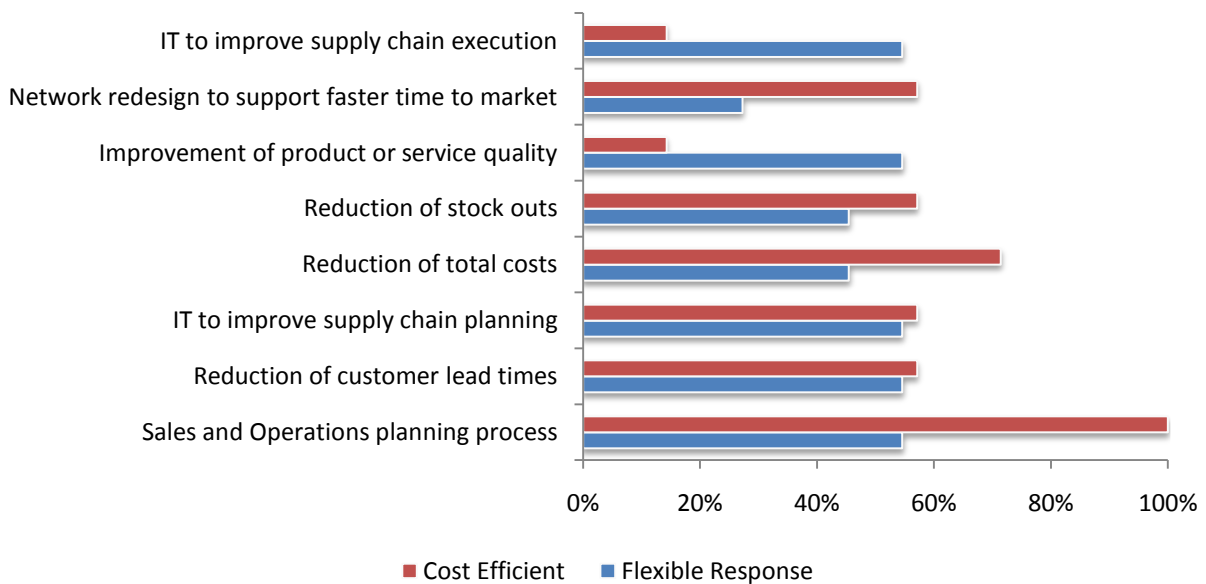 IT to improve supply chain execution
Network redesign to support faster time to market
Improvement of product or service quality
Reduction of stock outs
Reduction of total costs
IT to improve supply chain planning
Reduction of customer lead times
Sales and Operations planning process
0% 20% 40% 60% 80% 100%
Cost Efficient Flexible Response